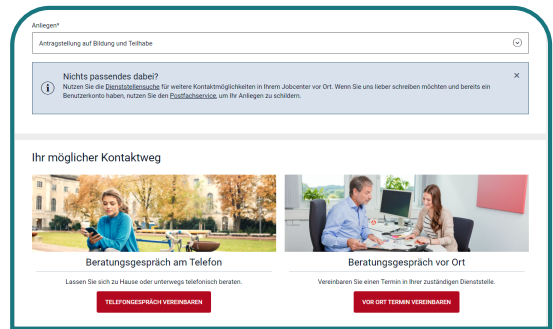 Anliegen*
Antragstellung auf Bildung und Teilhabe
Nichts passendes dabei?
Nutzen Sie die Dienststellensuche für weitere Kontaktmöglichkeiten in Ihrem Jobcenter vor Ort. Wenn Sie uns lieber schreiben möchten und bereits ein
Benutzerkonto haben, nutzen Sie den Postfachservice, um Ihr Anliegen zu schildern.
Ihr möglicher Kontaktweg
Beratungsgespräch am Telefon
Lassen Sie sich zu Hause oder unterwegs telefonisch beraten.
TELEFONGESPRÄCH VEREINBAREN
Beratungsgespräch vor Ort
Vereinbaren Sie einen Termin in Ihrer zuständigen Dienststelle.
VOR ORT TERMIN VEREINBAREN